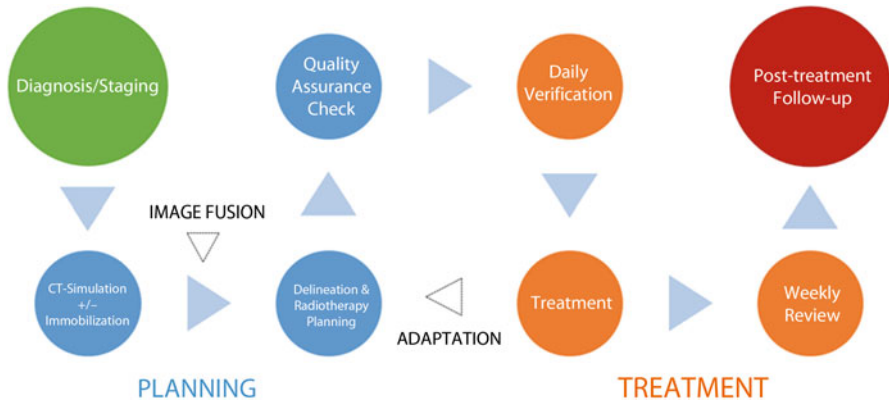 Diagnosis/Staging
Quality
Assurance
Check
Daily
Verification
Post-treatment
Follow-up
IMAGE FUSION
CT-Simulation
+/–
Immobilization
Delineation &
Radiotherapy
Planning
ADAPTATION
Treatment
Weekly
Review
PLANNING
TREATMENT